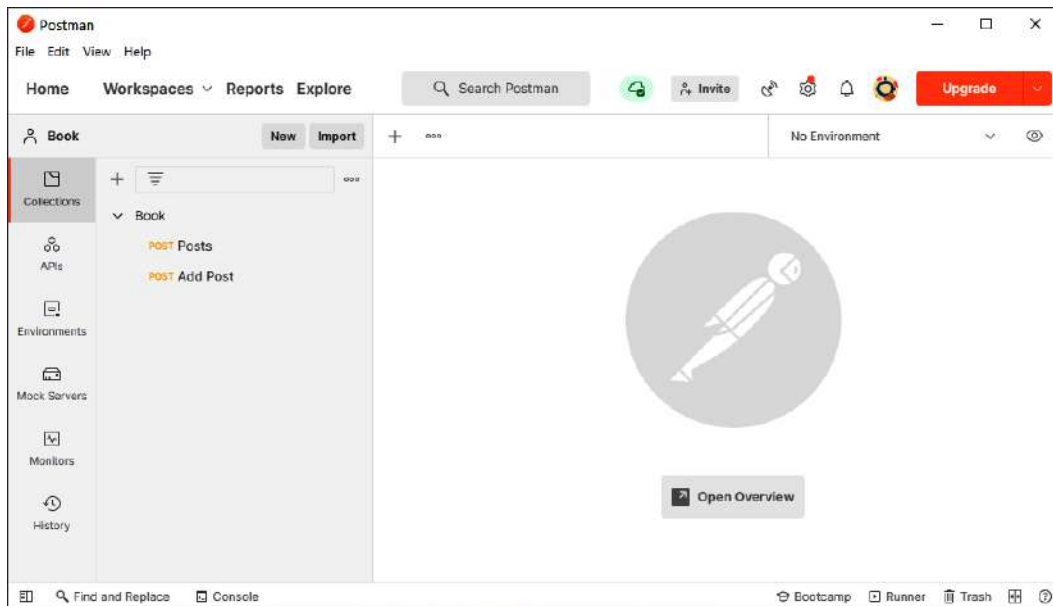 Postman
File Edit View Help
Home Workspaces Reports Explore Search Postman Invite Upgrade
Book New Import No Environment
Collections
Book
POST Posts
APIs
POST Add Post
Environments
Mock Servers
Monitors
Open Overview
History
Find and Replace Console Bootcamp Runner Trash